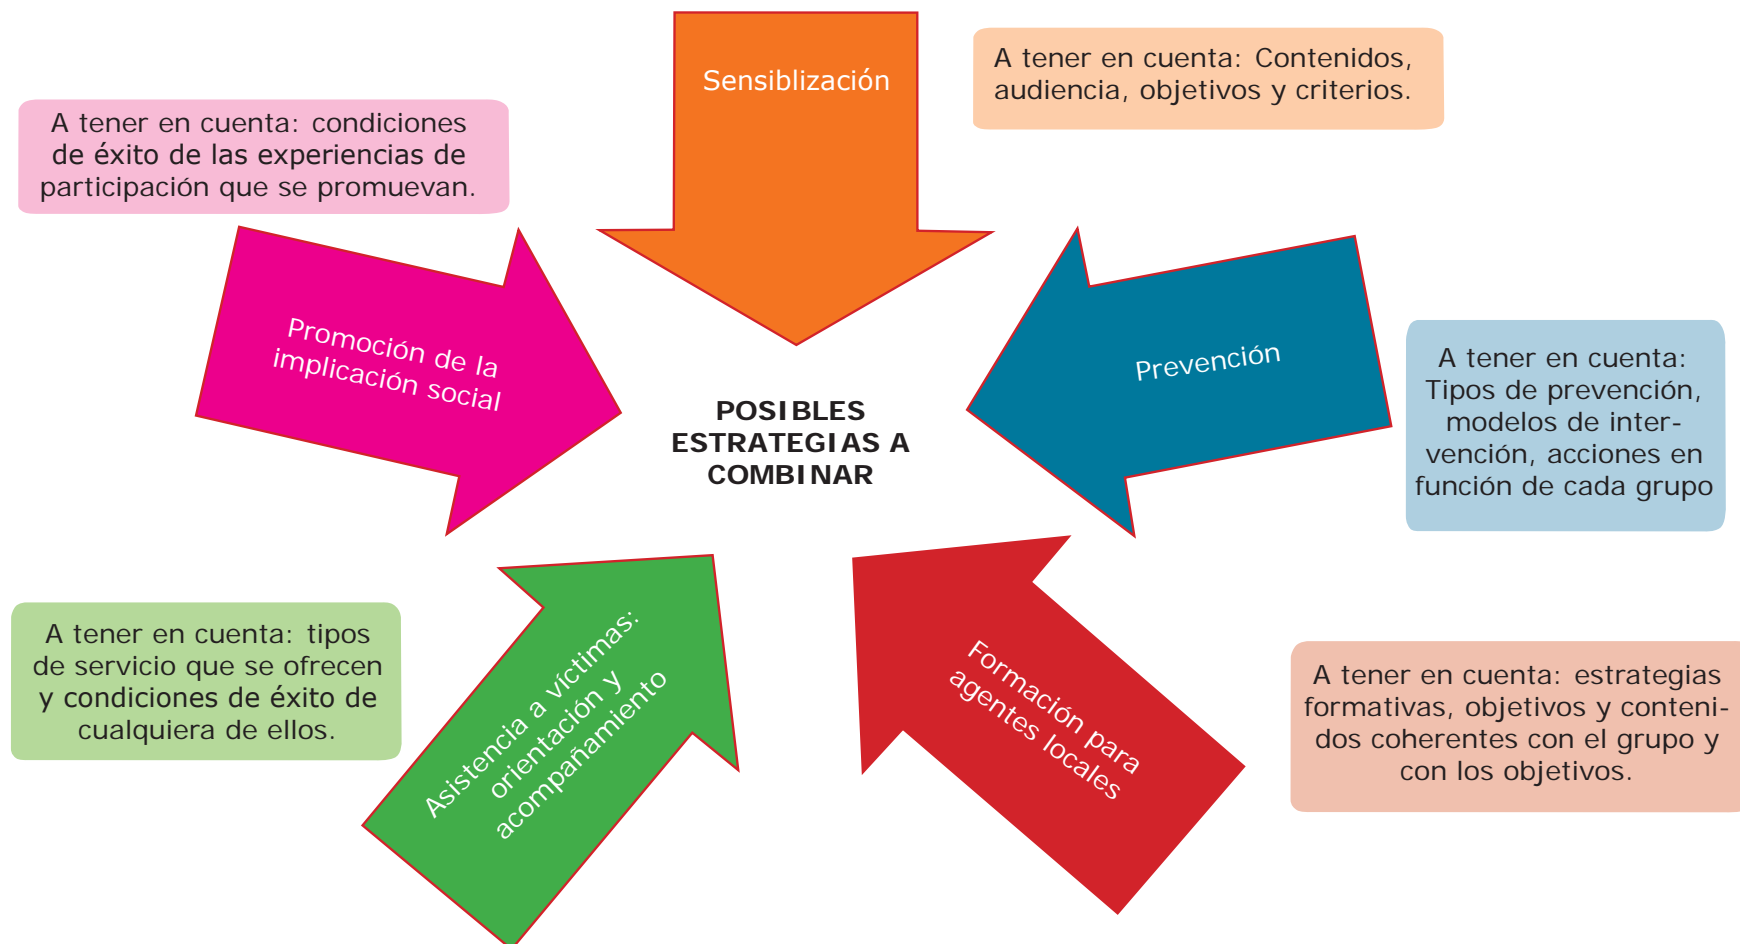 Sensiblización
A tener en cuenta: Contenidos,
audiencia, objetivos y criterios.
A tener en cuenta: condiciones
de éxito de las experiencias de
participación que se promuevan.
Promoción de la
implicación social
Prevención
A tener en cuenta:
Tipos de prevención,
modelos de inter-
vención, acciones en
función de cada grupo
POSIBLES
ESTRATEGIAS A
COMBINAR
A tener en cuenta: tipos
de servicio que se ofrecen
y condiciones de éxito de
cualquiera de ellos.
Asistencia a víctimas:
orientación y
acompañamiento
Formación para
agentes locales
A tener en cuenta: estrategias
formativas, objetivos y conteni-
dos coherentes con el grupo y
con los objetivos.